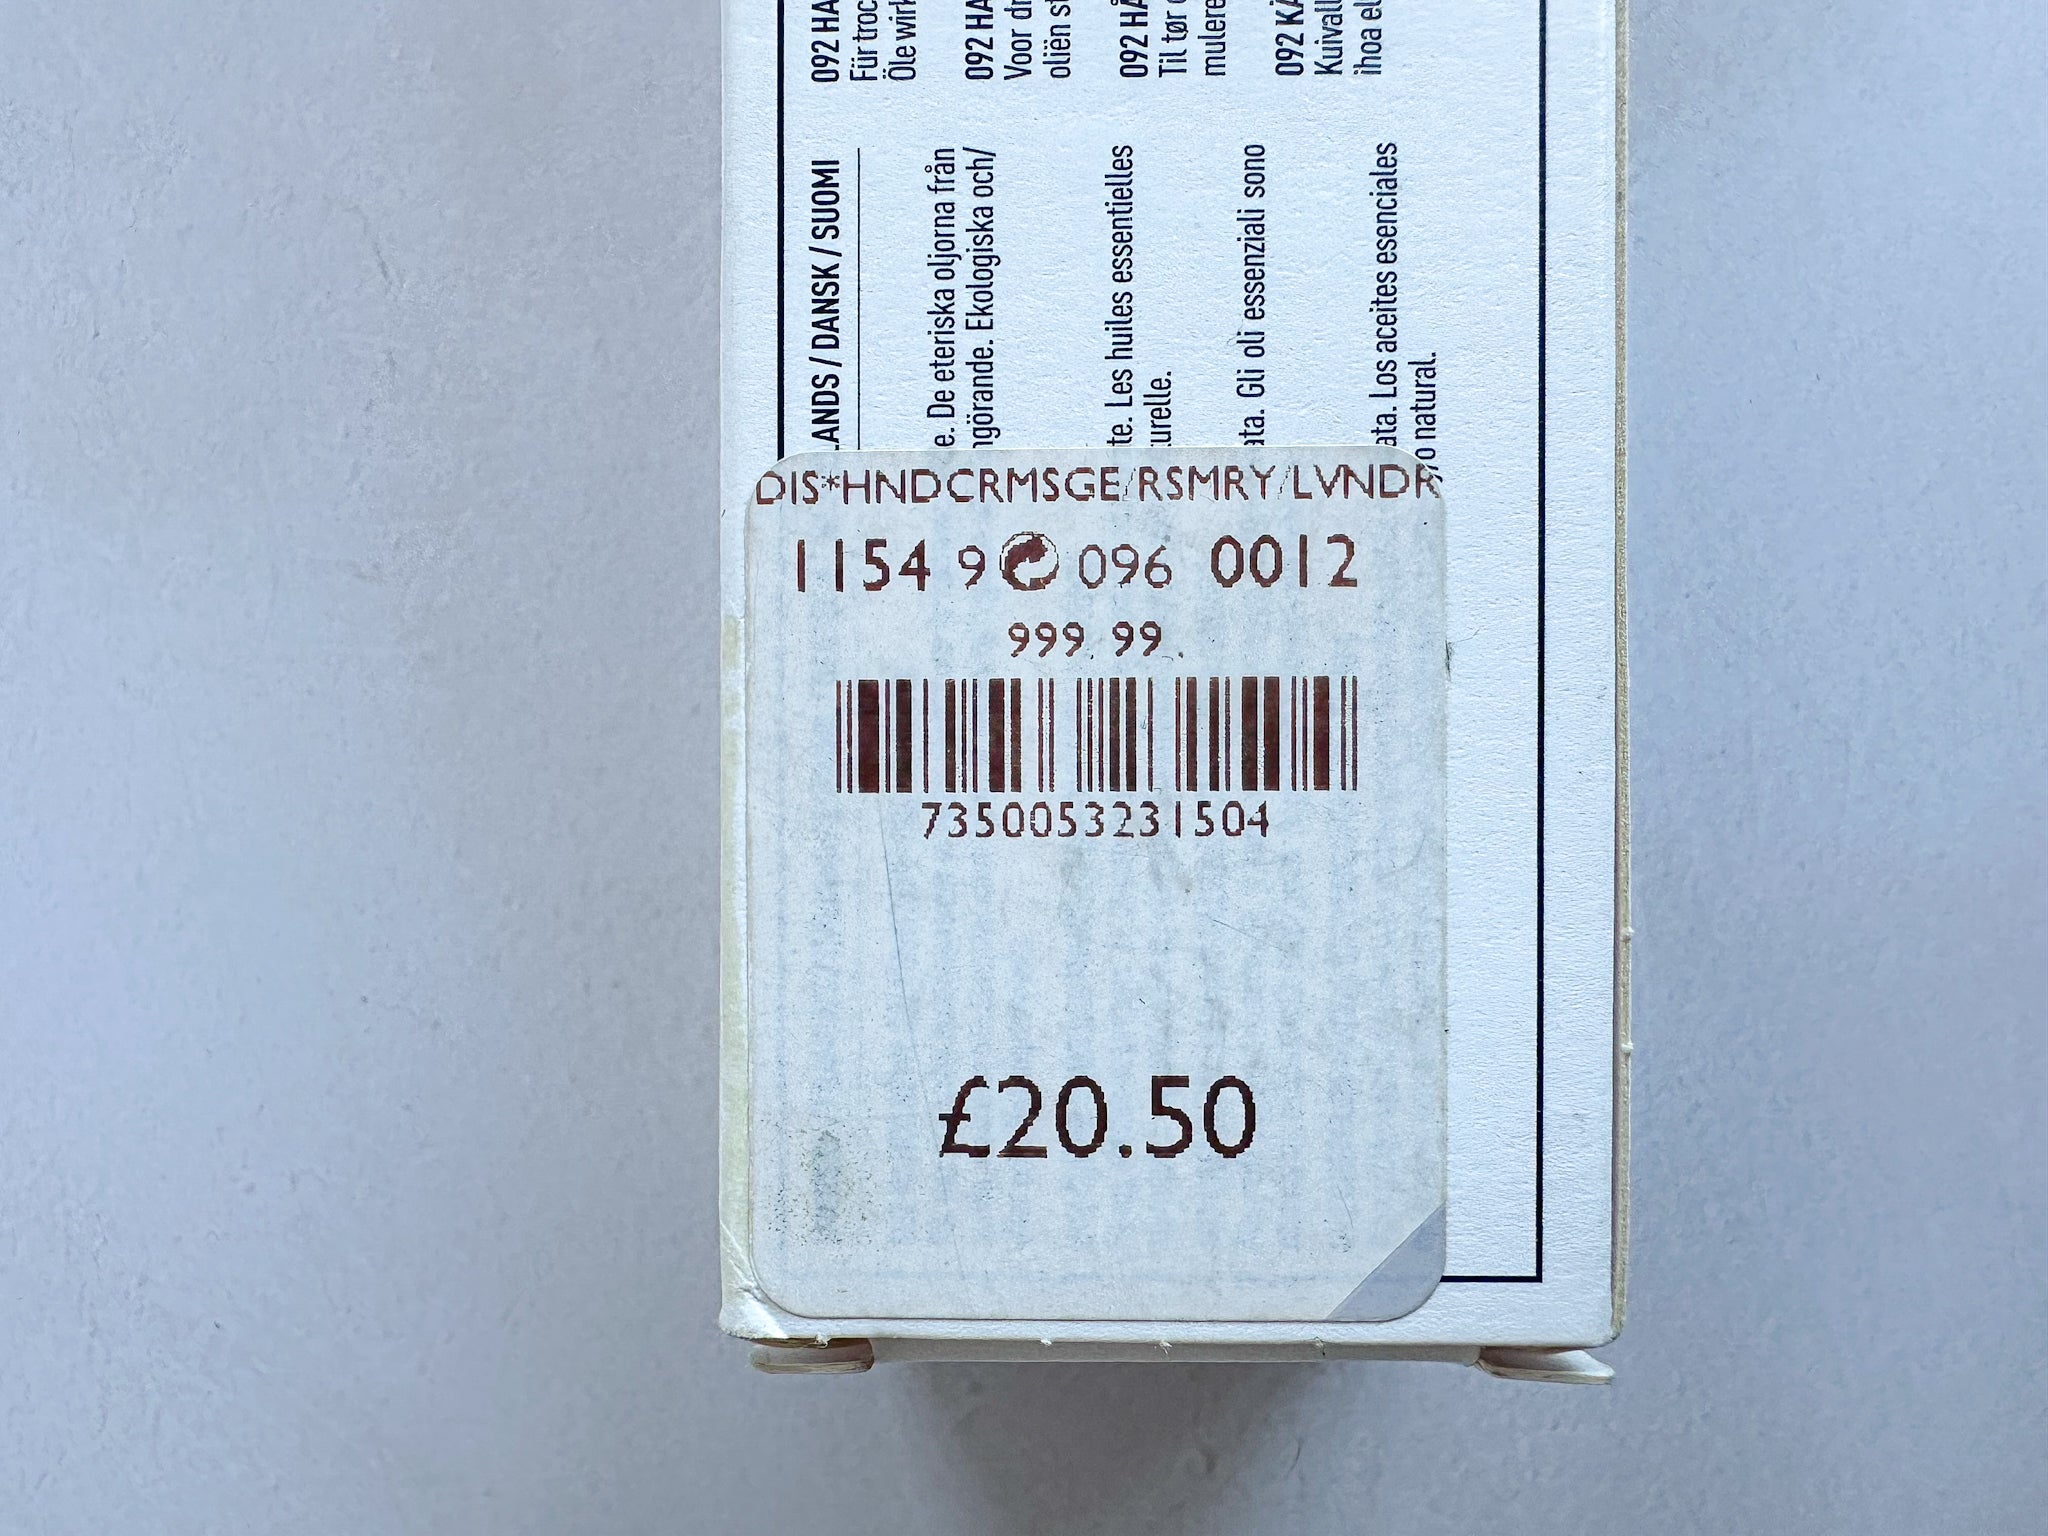 092 HA
Für troc
Öle wirk
092 HA
Voor dr
oliën st
092 HÅ
Til tør
mulere
092 KÄ
Kuivall
ihoa el
LANDS / DANSK / SUOMI
e. De eteriska oljorna från
ngörande. Ekologiska och/
te. Les huiles essentielles
turelle.
ata. Gli oli essenziali sono
ata. Los aceites esenciales
% natural.
DIS*HNDCRMSGE/RSMRY/LVNDR
1154 9 096 0012
999.99
7350053231504
£20.50